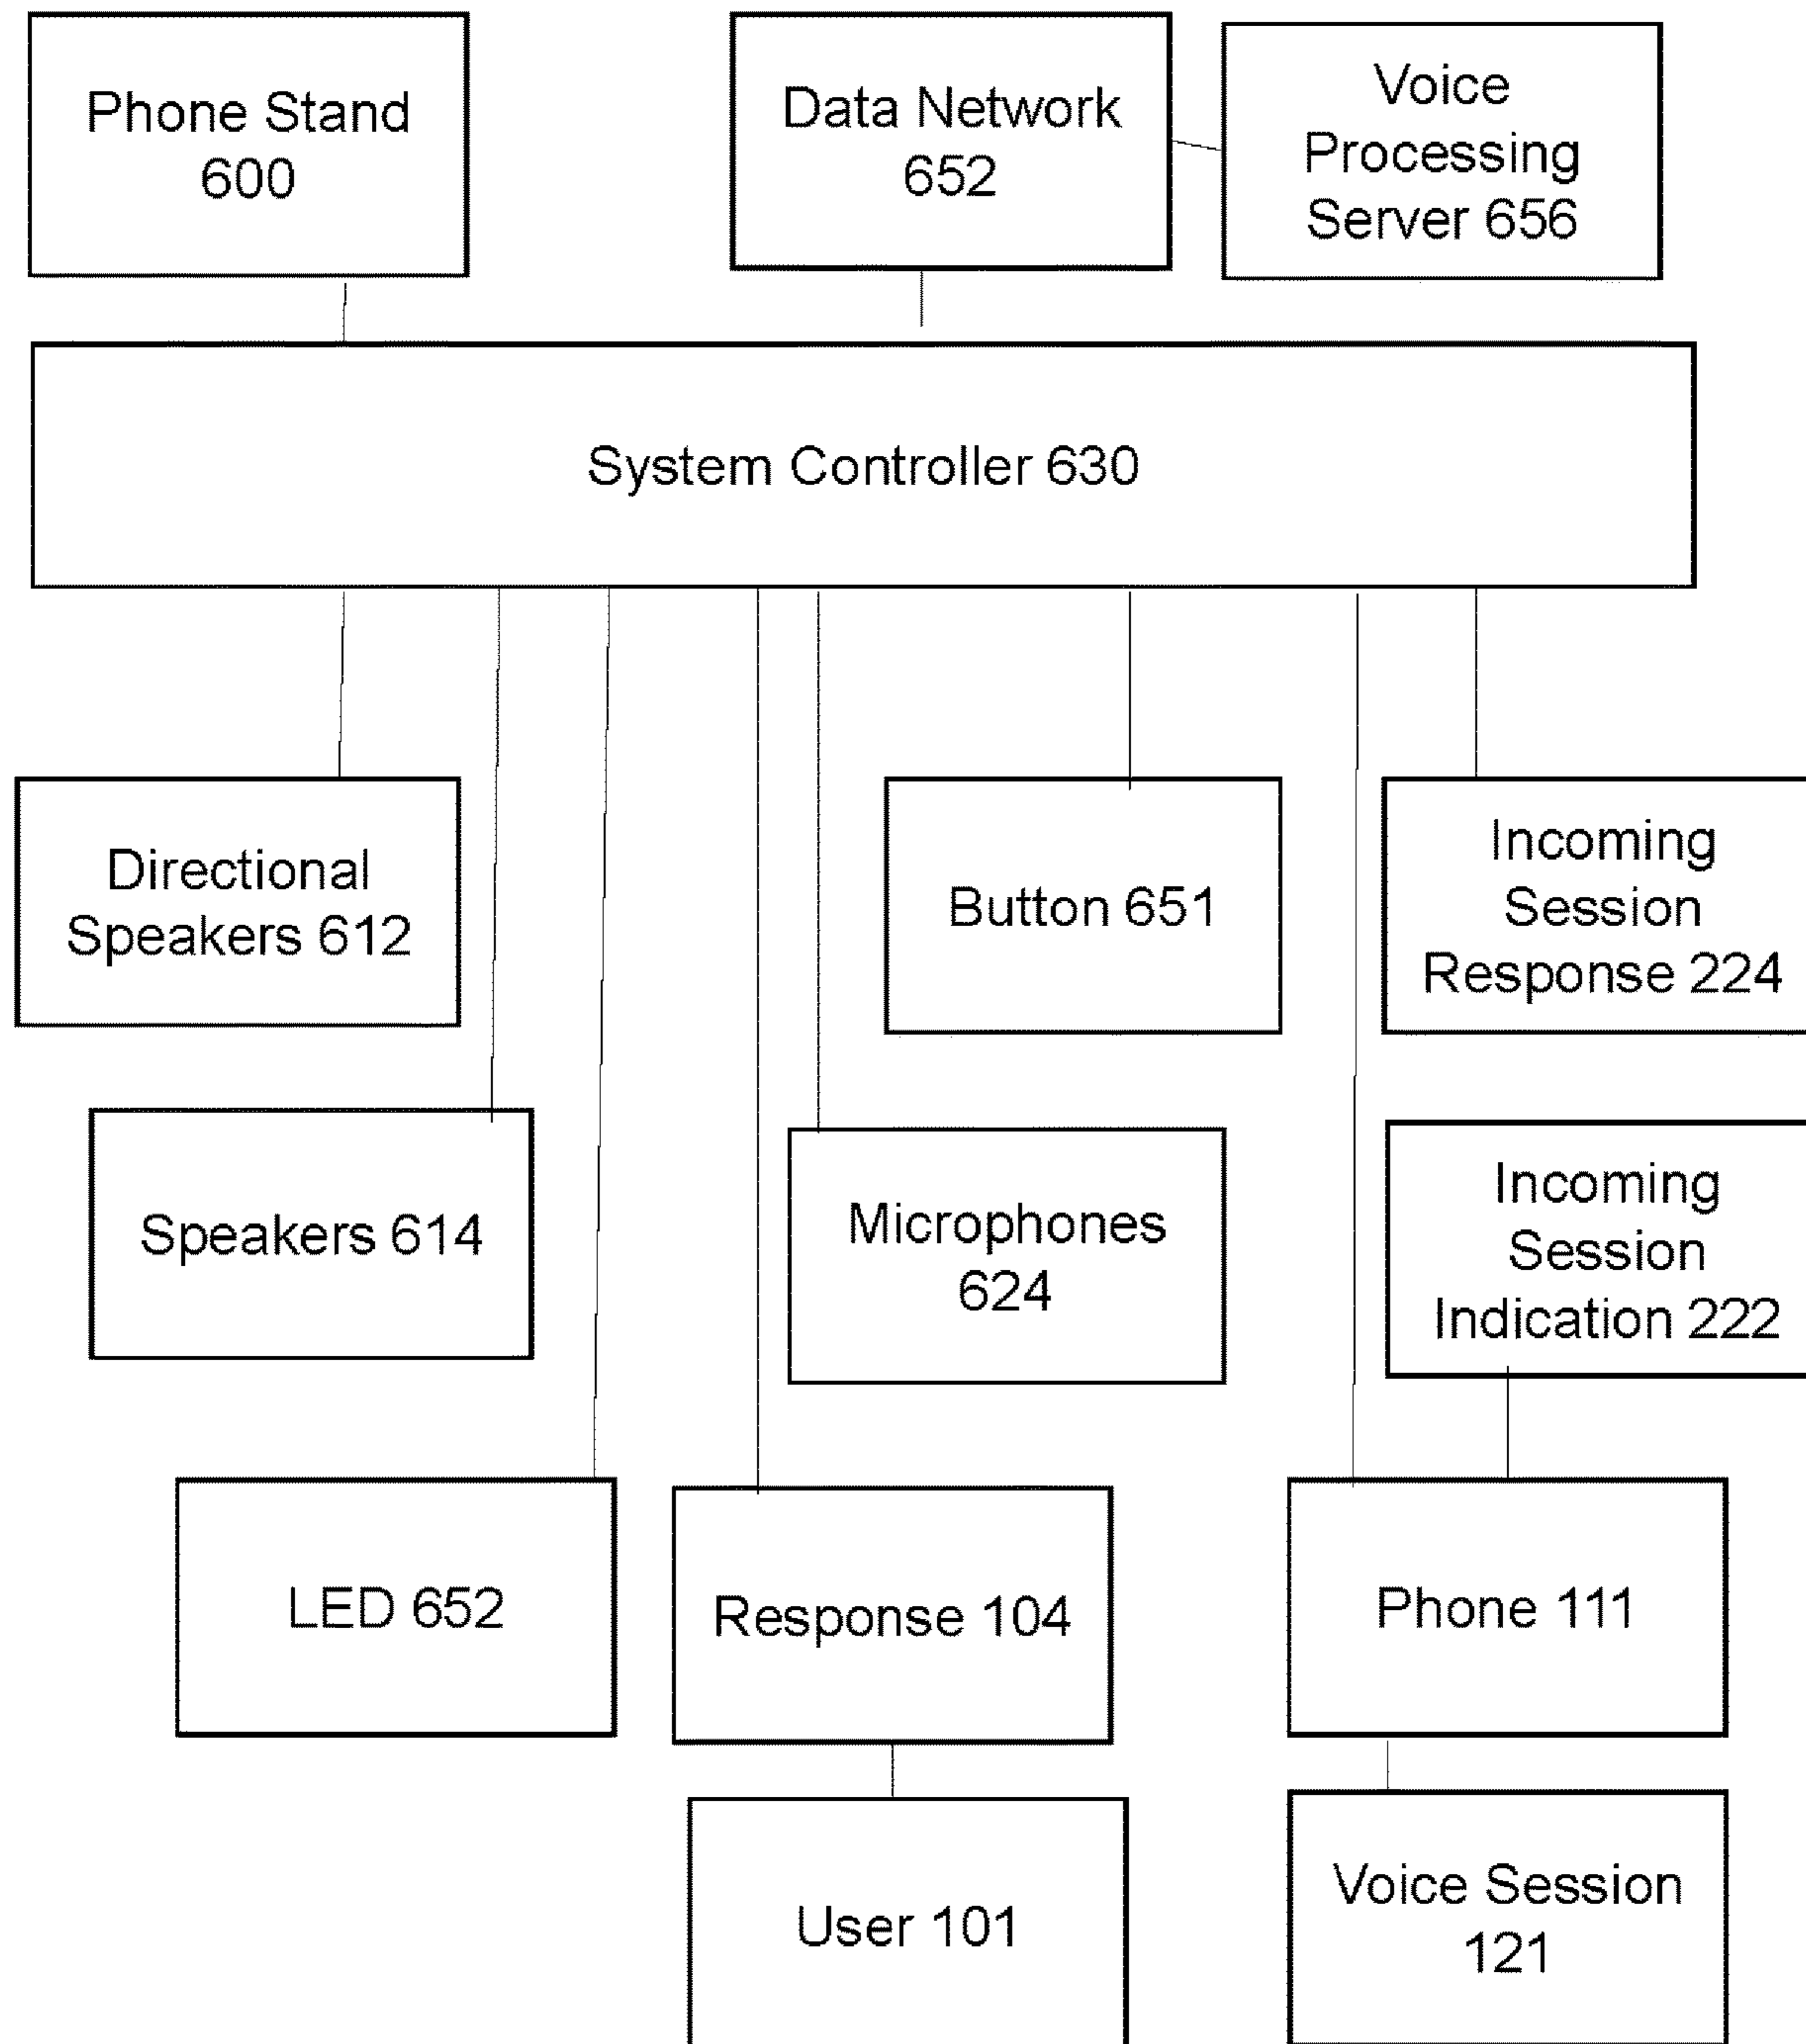 Phone Stand
600
Data Network
652
Voice
Processing
Server 656
System Controller 630
Directional
Speakers 612
Button 651
Incoming
Session
Response 224
Speakers 614
Microphones
624
Incoming
Session
Indication 222
LED 652
Response 104
Phone 111
User 101
Voice Session
121